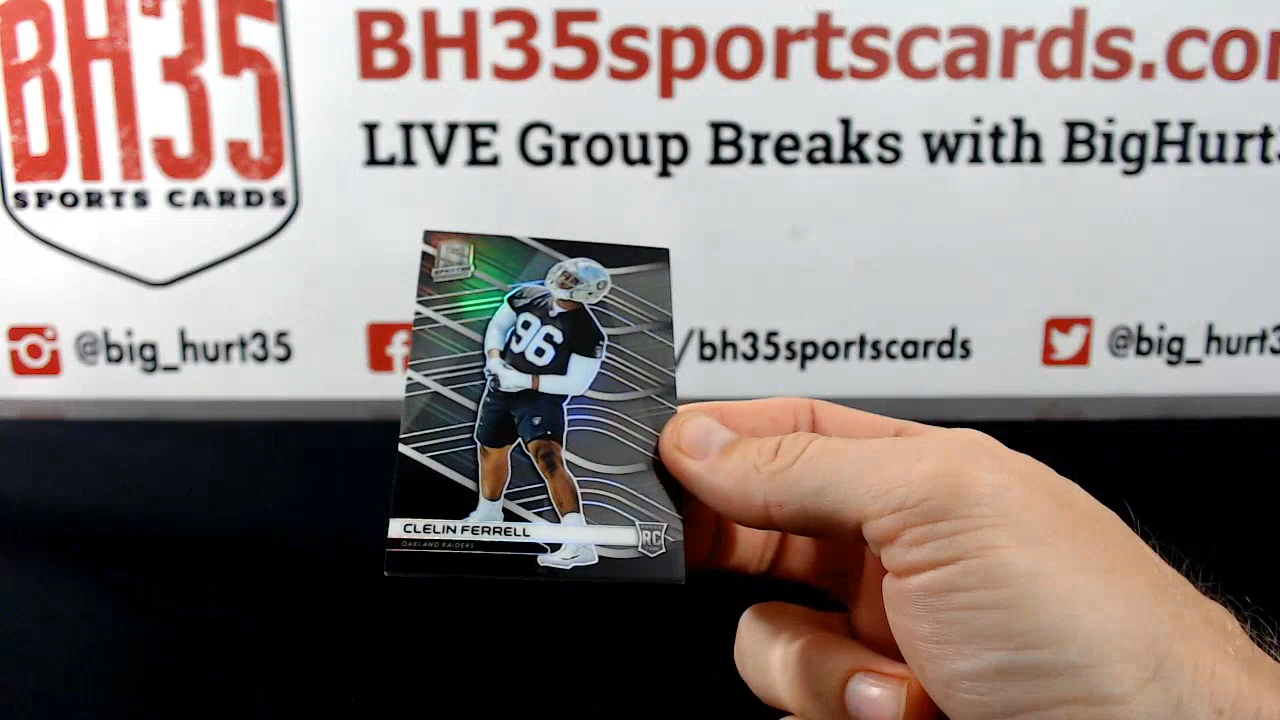 BH35
SPORTS CARDS
BH35sportscards.co
LIVE Group Breaks with BigHurt
@big_hurt35
f
/bh35sportscards
@big_hurt3
SPECTRA
96
CLELIN FERRELL
OAKLAND RAIDERS
RC